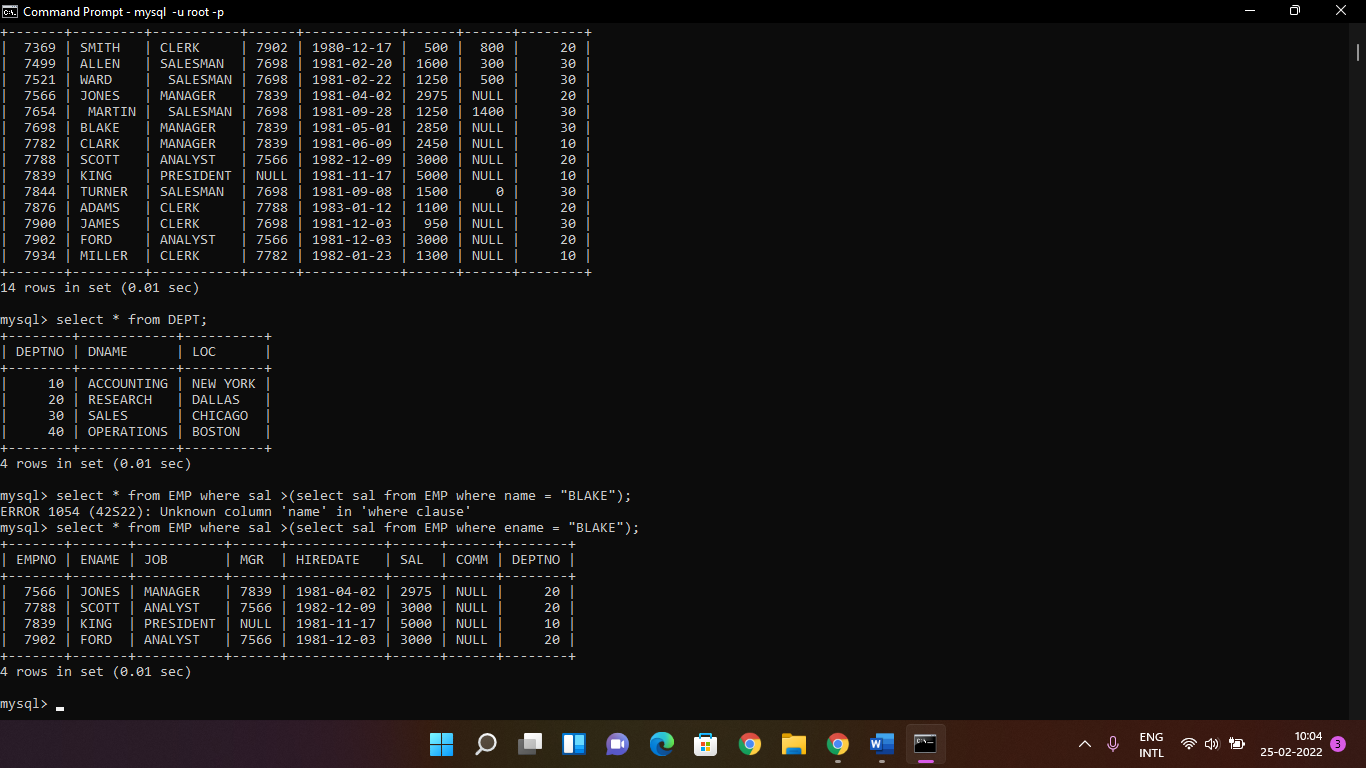 Command Prompt - mysql -u root -p
+-------+---------+-----------+------+------------+------+------+--------+
|  7369 | SMITH   | CLERK     | 7902 | 1980-12-17 |  500 |  800 |     20 |
|  7499 | ALLEN   | SALESMAN  | 7698 | 1981-02-20 | 1600 |  300 |     30 |
|  7521 | WARD    |  SALESMAN | 7698 | 1981-02-22 | 1250 |  500 |     30 |
|  7566 | JONES   | MANAGER   | 7839 | 1981-04-02 | 2975 | NULL |     20 |
|  7654 |  MARTIN |  SALESMAN | 7698 | 1981-09-28 | 1250 | 1400 |     30 |
|  7698 | BLAKE   | MANAGER   | 7839 | 1981-05-01 | 2850 | NULL |     30 |
|  7782 | CLARK   | MANAGER   | 7839 | 1981-06-09 | 2450 | NULL |     10 |
|  7788 | SCOTT   | ANALYST   | 7566 | 1982-12-09 | 3000 | NULL |     20 |
|  7839 | KING    | PRESIDENT | NULL | 1981-11-17 | 5000 | NULL |     10 |
|  7844 | TURNER  | SALESMAN  | 7698 | 1981-09-08 | 1500 |    0 |     30 |
|  7876 | ADAMS   | CLERK     | 7788 | 1983-01-12 | 1100 | NULL |     20 |
|  7900 | JAMES   | CLERK     | 7698 | 1981-12-03 |  950 | NULL |     30 |
|  7902 | FORD    | ANALYST   | 7566 | 1981-12-03 | 3000 | NULL |     20 |
|  7934 | MILLER  | CLERK     | 7782 | 1982-01-23 | 1300 | NULL |     10 |
+-------+---------+-----------+------+------------+------+------+--------+
14 rows in set (0.01 sec)
mysql> select * from DEPT;
+--------+------------+----------+
| DEPTNO | DNAME      | LOC      |
+--------+------------+----------+
|     10 | ACCOUNTING | NEW YORK |
|     20 | RESEARCH   | DALLAS   |
|     30 | SALES      | CHICAGO  |
|     40 | OPERATIONS | BOSTON   |
+--------+------------+----------+
4 rows in set (0.01 sec)
mysql> select * from EMP where sal >(select sal from EMP where name = "BLAKE");
ERROR 1054 (42S22): Unknown column 'name' in 'where clause'
mysql> select * from EMP where sal >(select sal from EMP where ename = "BLAKE");
+-------+-------+-----------+------+------------+------+------+--------+
| EMPNO | ENAME | JOB       | MGR  | HIREDATE   | SAL  | COMM | DEPTNO |
+-------+-------+-----------+------+------------+------+------+--------+
|  7566 | JONES | MANAGER   | 7839 | 1981-04-02 | 2975 | NULL |     20 |
|  7788 | SCOTT | ANALYST   | 7566 | 1982-12-09 | 3000 | NULL |     20 |
|  7839 | KING  | PRESIDENT | NULL | 1981-11-17 | 5000 | NULL |     10 |
|  7902 | FORD  | ANALYST   | 7566 | 1981-12-03 | 3000 | NULL |     20 |
+-------+-------+-----------+------+------------+------+------+--------+
4 rows in set (0.01 sec)
mysql>
ENG
INTL
10:04
25-02-2022
3